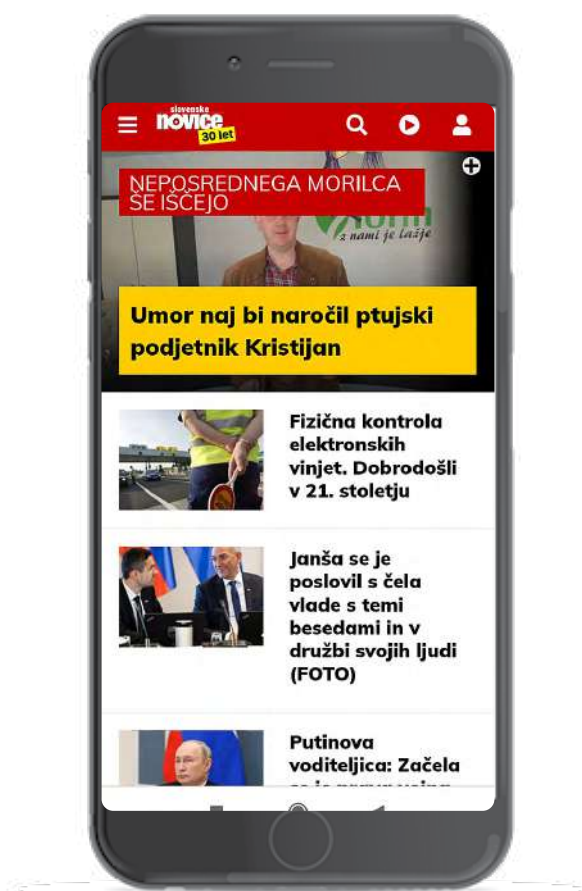 slovenske
novice
30 let
NEPOSREDNEGA MORILCA
ŠE IŠČEJO
z nami je lažje
Umor naj bi naročil ptujski
podjetnik Kristijan
Fizična kontrola
elektronskih
vinjet. Dobrodošli
v 21. stoletju
Janša se je
poslovil s čela
vlade s temi
besedami in v
družbi svojih ljudi
(FOTO)
Putinova
voditeljica: Začela